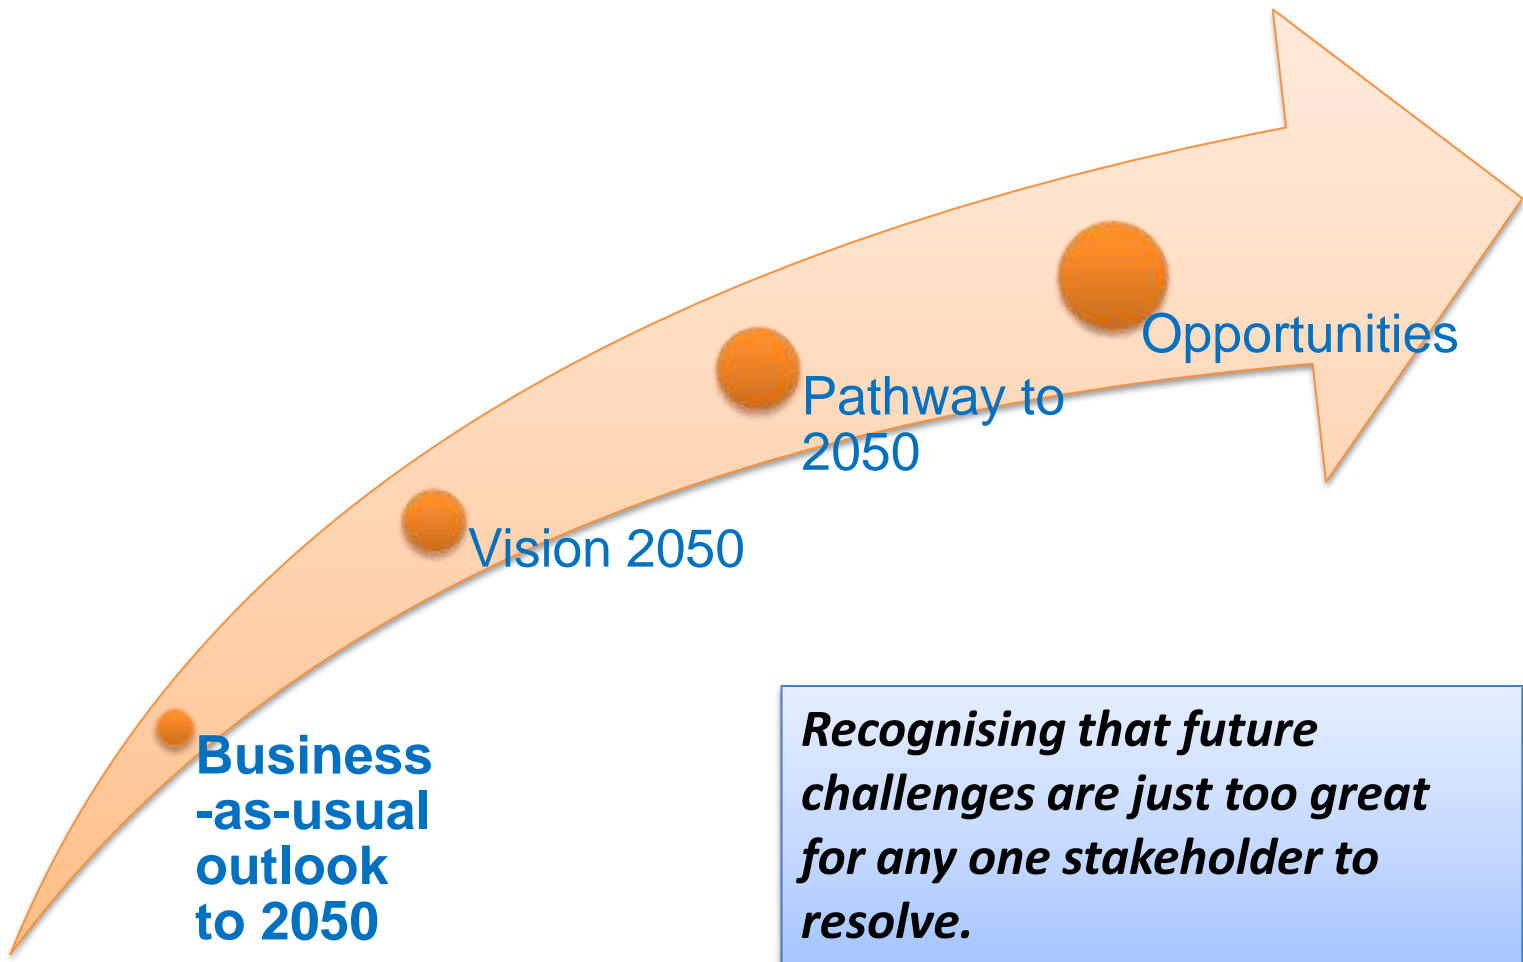 Opportunities
Pathway to
2050
Vision 2050
Business
-as-usual
outlook
to 2050
Recognising that future
challenges are just too great
for any one stakeholder to
resolve.